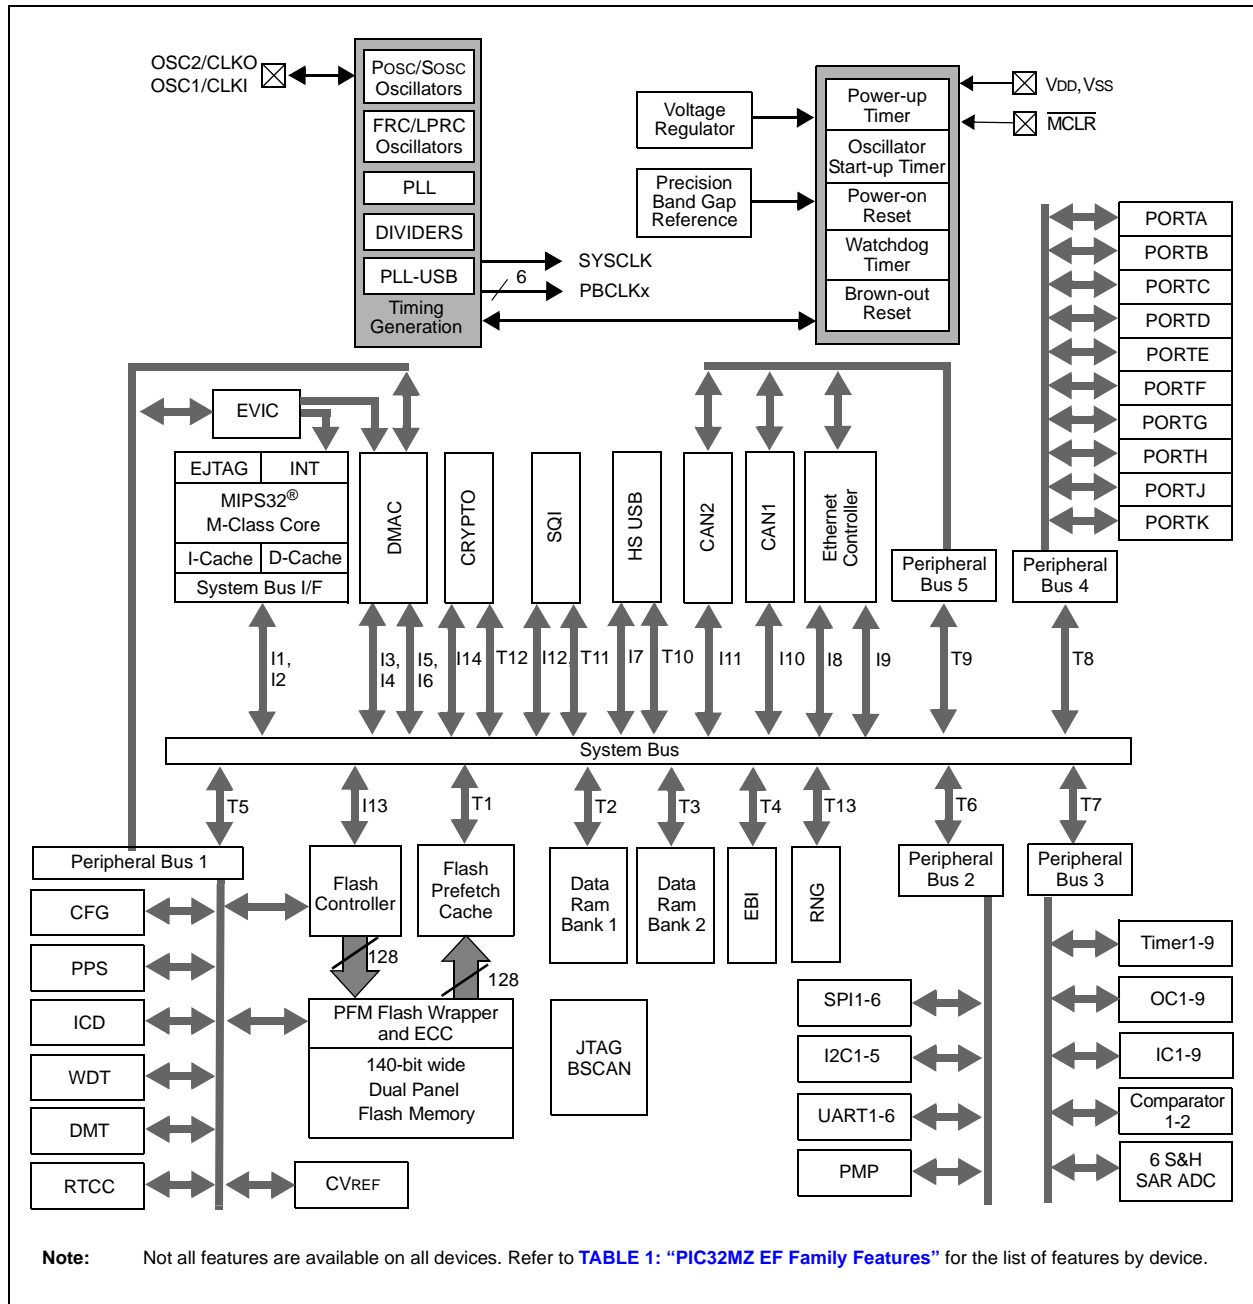 OSC2/CLKO
OSC1/CLKI
POSC/SOSC
Oscillators
FRC/LPRC
Oscillators
PLL
DIVIDERS
PLL-USB
Timing
Generation
6
SYSCLK
PBCLKx
Voltage
Regulator
Precision
Band Gap
Reference
Power-up
Timer
Oscillator
Start-up Timer
Power-on
Reset
Watchdog
Timer
Brown-out
Reset
VDD, VSS
MCLR
PORTA
PORTB
PORTC
PORTD
PORTE
PORTF
PORTG
PORTH
PORTJ
PORTK
EVIC
EJTAG
INT
MIPS32®
M-Class Core
I-Cache
D-Cache
System Bus I/F
DMAC
CRYPTO
SQI
HS USB
CAN2
CAN1
Ethernet
Controller
Peripheral
Bus 5
Peripheral
Bus 4
I1,
I2
I3,
I4
I5,
I6
I14
T12
I12,
T11
I7
T10
I11
I10
I8
I9
T9
T8
System Bus
T5
I13
T1
T2
T3
T4
T13
T6
T7
Peripheral Bus 1
Flash
Controller
Flash
Prefetch
Cache
Data
Ram
Bank 1
Data
Ram
Bank 2
EBI
RNG
Peripheral
Bus 2
Peripheral
Bus 3
CFG
PPS
ICD
WDT
DMT
RTCC
128
128
PFM Flash Wrapper
and ECC
140-bit wide
Dual Panel
Flash Memory
CVREF
JTAG
BSCAN
SPI1-6
I2C1-5
UART1-6
PMP
Timer1-9
OC1-9
IC1-9
Comparator
1-2
6 S&H
SAR ADC
Note: Not all features are available on all devices. Refer to TABLE 1: “PIC32MZ EF Family Features” for the list of features by device.